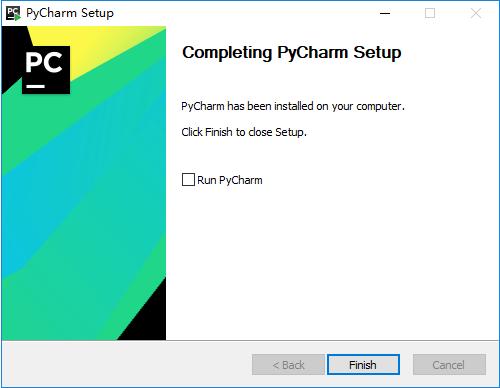 PyCharm Setup
PC
Completing PyCharm Setup
PyCharm has been installed on your computer.
Click Finish to close Setup.
Run PyCharm
< Back
Finish
Cancel